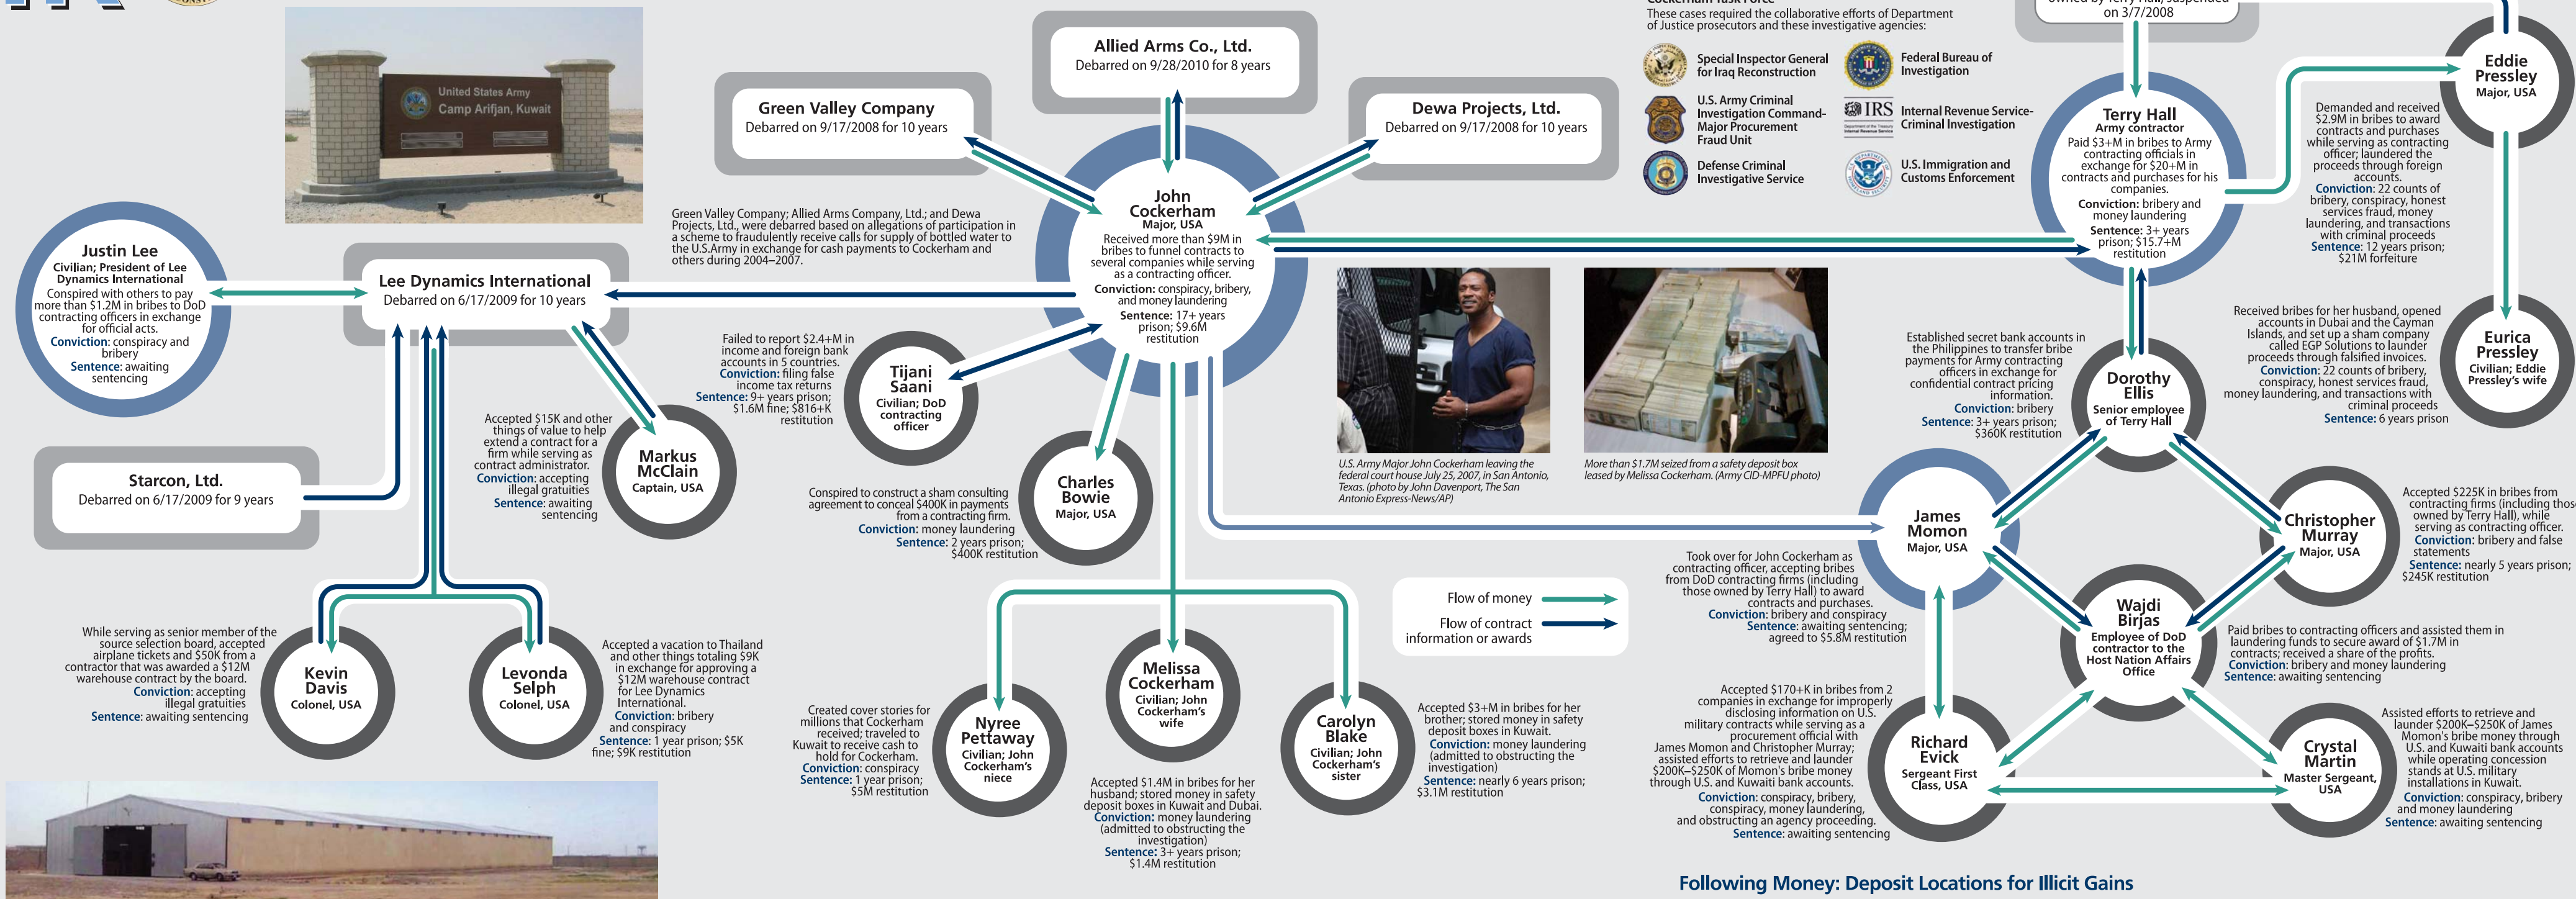 United States Army
Camp Arifjan, Kuwait
Allied Arms Co., Ltd.
Debarred on 9/28/2010 for 8 years
Green Valley Company
Debarred on 9/17/2008 for 10 years
Dewa Projects, Ltd.
Debarred on 9/17/2008 for 10 years
Green Valley Company; Allied Arms Company, Ltd.; and Dewa
Projects, Ltd., were debarred based on allegations of participation in
a scheme to fraudulently receive calls for supply of bottled water to
the U.S.Army in exchange for cash payments to Cockerham and
others during 2004–2007.
John
Cockerham
Major, USA
Received more than $9M in
bribes to funnel contracts to
several companies while serving
as a contracting officer.
Conviction: conspiracy, bribery,
and money laundering
Sentence: 17+ years
prison; $9.6M
restitution
Cockerham Task Force
These cases required the collaborative efforts of Department
of Justice prosecutors and these investigative agencies:
Special Inspector General
for Iraq Reconstruction
Federal Bureau of
Investigation
U.S. Army Criminal
Investigation Command–
Major Procurement
Fraud Unit
IRS
Department of the Treasury
Internal Revenue Service
Internal Revenue Service-
Criminal Investigation
Defense Criminal
Investigative Service
U.S. Immigration and
Customs Enforcement
owned by Terry Hall, suspended
on 3/7/2008
Terry Hall
Army contractor
Paid $3+M in bribes to Army
contracting officials in
exchange for $20+M in
contracts and purchases for his
companies.
Conviction: bribery and
money laundering
Sentence: 3+ years
prison; $15.7+M
restitution
Eddie
Pressley
Major, USA
Demanded and received
$2.9M in bribes to award
contracts and purchases
while serving as contracting
officer; laundered the
proceeds through foreign
accounts.
Conviction: 22 counts of
bribery, conspiracy, honest
services fraud, money
laundering, and transactions
with criminal proceeds
Sentence: 12 years prison;
$21M forfeiture
Justin Lee
Civilian; President of Lee
Dynamics International
Conspired with others to pay
more than $1.2M in bribes to DoD
contracting officers in exchange
for official acts.
Conviction: conspiracy and
bribery
Sentence: awaiting
sentencing
Lee Dynamics International
Debarred on 6/17/2009 for 10 years
Failed to report $2.4+M in
income and foreign bank
accounts in 5 countries.
Conviction: filing false
income tax returns
Sentence: 9+ years prison;
$1.6M fine; $816+K
restitution
Tijani
Saani
Civilian; DoD
contracting
officer
U.S. Army Major John Cockerham leaving the
federal court house July 25, 2007, in San Antonio,
Texas. (photo by John Davenport, The San
Antonio Express-News/AP)
More than $1.7M seized from a safety deposit box
leased by Melissa Cockerham. (Army CID-MPFU photo)
Established secret bank accounts in
the Philippines to transfer bribe
payments for Army contracting
officers in exchange for
confidential contract pricing
information.
Conviction: bribery
Sentence: 3+ years prison;
$360K restitution
Dorothy
Ellis
Senior employee
of Terry Hall
Received bribes for her husband, opened
accounts in Dubai and the Cayman
Islands, and set up a sham company
called EGP Solutions to launder
proceeds through falsified invoices.
Conviction: 22 counts of bribery,
conspiracy, honest services fraud,
money laundering, and transactions with
criminal proceeds
Sentence: 6 years prison
Eurica
Pressley
Civilian; Eddie
Pressley's wife
Starcon, Ltd.
Debarred on 6/17/2009 for 9 years
Accepted $15K and other
things of value to help
extend a contract for a
firm while serving as
contract administrator.
Conviction: accepting
illegal gratuities
Sentence: awaiting
sentencing
Markus
McClain
Captain, USA
Conspired to construct a sham consulting
agreement to conceal $400K in payments
from a contracting firm.
Conviction: money laundering
Sentence: 2 years prison;
$400K restitution
Charles
Bowie
Major, USA
James
Momon
Major, USA
Took over for John Cockerham as
contracting officer, accepting bribes
from DoD contracting firms (including
those owned by Terry Hall) to award
contracts and purchases.
Conviction: bribery and conspiracy
Sentence: awaiting sentencing;
agreed to $5.8M restitution
Christopher
Murray
Major, USA
Accepted $225K in bribes from
contracting firms (including those
owned by Terry Hall), while
serving as contracting officer.
Conviction: bribery and false
statements
Sentence: nearly 5 years prison;
$245K restitution
Flow of money
Flow of contract
information or awards
Wajdi
Birjas
Employee of DoD
contractor to the
Host Nation Affairs
Office
Paid bribes to contracting officers and assisted them in
laundering funds to secure award of $1.7M in
contracts; received a share of the profits.
Conviction: bribery and money laundering
Sentence: awaiting sentencing
While serving as senior member of the
source selection board, accepted
airplane tickets and $50K from a
contractor that was awarded a $12M
warehouse contract by the board.
Conviction: accepting
illegal gratuities
Sentence: awaiting sentencing
Kevin
Davis
Colonel, USA
Levonda
Selph
Colonel, USA
Accepted a vacation to Thailand
and other things totaling $9K
in exchange for approving a
$12M warehouse contract
for Lee Dynamics
International.
Conviction: bribery
and conspiracy
Sentence: 1 year prison; $5K
fine; $9K restitution
Created cover stories for
millions that Cockerham
received; traveled to
Kuwait to receive cash to
hold for Cockerham.
Conviction: conspiracy
Sentence: 1 year prison;
$5M restitution
Nyree
Pettaway
Civilian; John
Cockerham's
niece
Melissa
Cockerham
Civilian; John
Cockerham's
wife
Accepted $1.4M in bribes for her
husband; stored money in safety
deposit boxes in Kuwait and Dubai.
Conviction: money laundering
(admitted to obstructing the
investigation)
Sentence: 3+ years prison;
$1.4M restitution
Carolyn
Blake
Civilian; John
Cockerham's
sister
Accepted $3+M in bribes for her
brother; stored money in safety
deposit boxes in Kuwait.
Conviction: money laundering
(admitted to obstructing the
investigation)
Sentence: nearly 6 years prison;
$3.1M restitution
Accepted $170+K in bribes from 2
companies in exchange for improperly
disclosing information on U.S.
military contracts while serving as a
procurement official with
James Momon and Christopher Murray;
assisted efforts to retrieve and launder
$200K–$250K of Momon's bribe money
through U.S. and Kuwaiti bank accounts.
Conviction: conspiracy, bribery,
conspiracy, money laundering,
and obstructing an agency proceeding.
Sentence: awaiting sentencing
Richard
Evick
Sergeant First
Class, USA
Crystal
Martin
Master Sergeant,
USA
Assisted efforts to retrieve and
launder $200K–$250K of James
Momon's bribe money through
U.S. and Kuwaiti bank accounts
while operating concession
stands at U.S. military
installations in Kuwait.
Conviction: conspiracy, bribery
and money laundering
Sentence: awaiting sentencing
Following Money: Deposit Locations for Illicit Gains